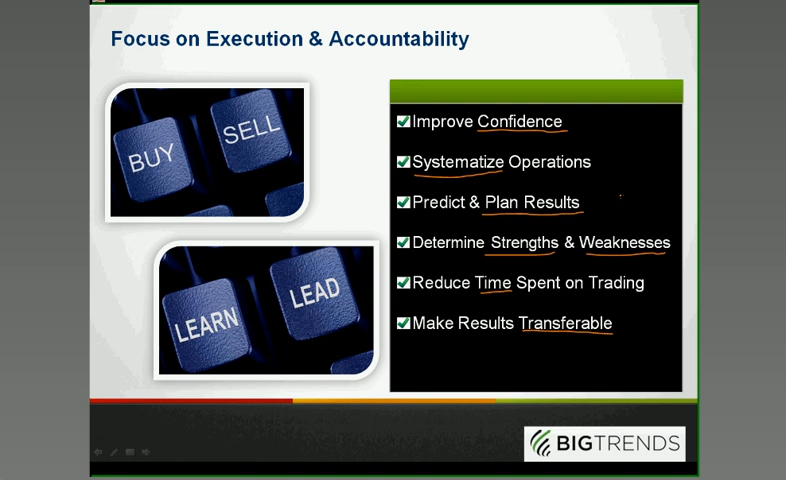 Focus on Execution & Accountability
BUY
SELL
LEARN
LEAD
Improve Confidence
Systematize Operations
Predict & Plan Results
Determine Strengths & Weaknesses
Reduce Time Spent on Trading
Make Results Transferable
BIGTRENDS